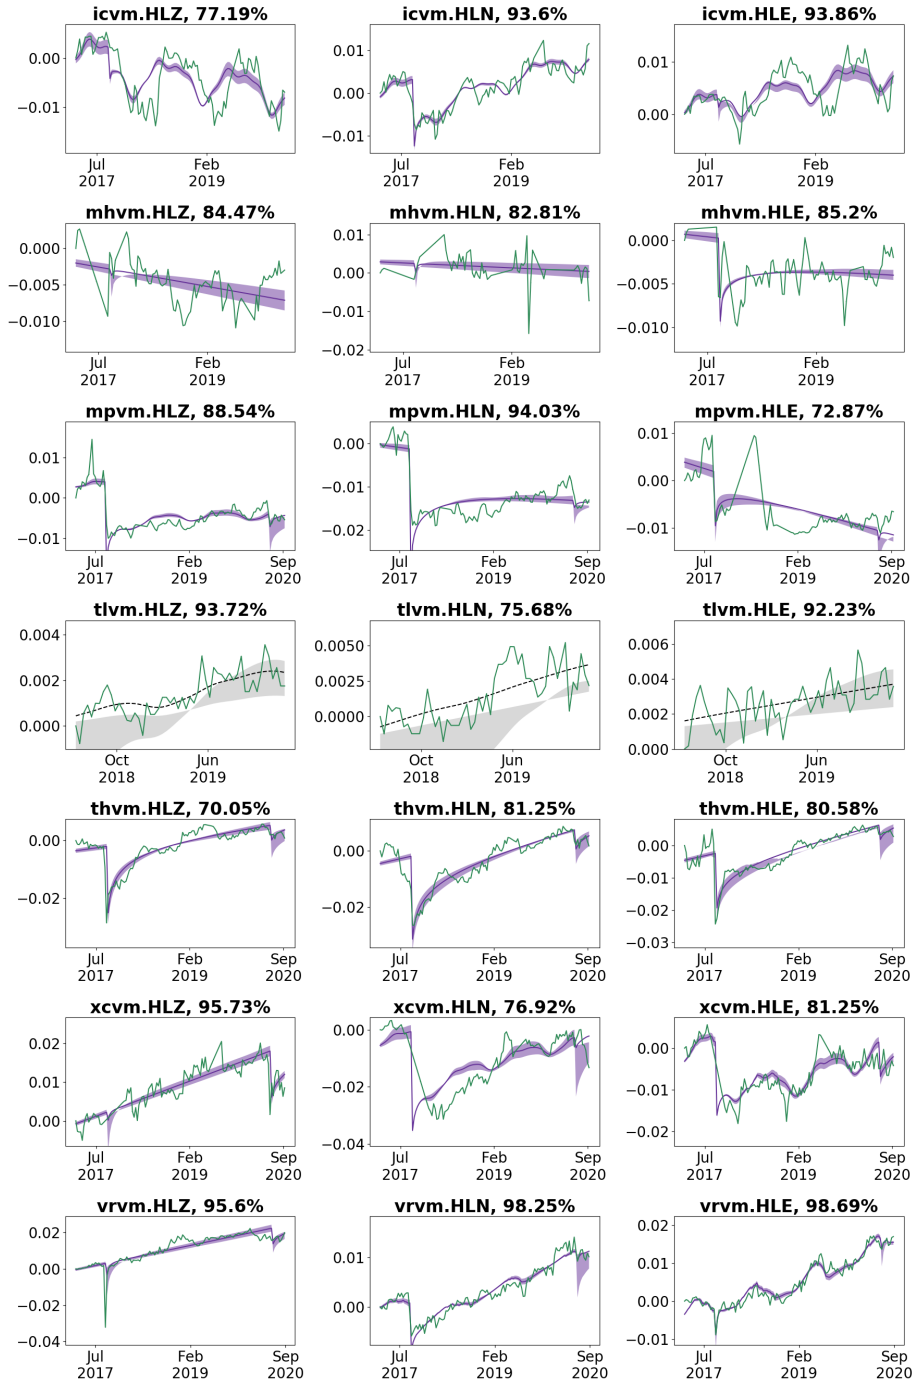 icvm.HLZ, 77.19%
0.00
−0.01
Jul
2017
Feb
2019
icvm.HLN, 93.6%
0.01
0.00
−0.01
Jul
2017
Feb
2019
icvm.HLE, 93.86%
0.01
0.00
Jul
2017
Feb
2019
mhvm.HLZ, 84.47%
0.000
−0.005
−0.010
Jul
2017
Feb
2019
mhvm.HLN, 82.81%
0.01
0.00
−0.01
−0.02
Jul
2017
Feb
2019
mhvm.HLE, 85.2%
0.000
−0.005
−0.010
Jul
2017
Feb
2019
mpvm.HLZ, 88.54%
0.01
0.00
−0.01
Jul
2017
Feb
2019
Sep
2020
mpvm.HLN, 94.03%
0.00
−0.01
−0.02
Jul
2017
Feb
2019
Sep
2020
mpvm.HLE, 72.87%
0.01
0.00
−0.01
Jul
2017
Feb
2019
Sep
2020
tlvm.HLZ, 93.72%
0.004
0.002
0.000
Oct
2018
Jun
2019
tlvm.HLN, 75.68%
0.0050
0.0025
0.0000
Oct
2018
Jun
2019
tlvm.HLE, 92.23%
0.006
0.004
0.002
0.000
Oct
2018
Jun
2019
thvm.HLZ, 70.05%
0.00
−0.02
Jul
2017
Feb
2019
Sep
2020
thvm.HLN, 81.25%
0.00
−0.02
Jul
2017
Feb
2019
Sep
2020
thvm.HLE, 80.58%
0.00
−0.01
−0.02
−0.03
Jul
2017
Feb
2019
Sep
2020
xcvm.HLZ, 95.73%
0.02
0.01
0.00
Jul
2017
Feb
2019
Sep
2020
xcvm.HLN, 76.92%
0.00
−0.02
−0.04
Jul
2017
Feb
2019
Sep
2020
xcvm.HLE, 81.25%
0.00
−0.01
−0.02
Jul
2017
Feb
2019
Sep
2020
vrvm.HLZ, 95.6%
0.02
0.00
−0.02
−0.04
Jul
2017
Feb
2019
Sep
2020
vrvm.HLN, 98.25%
0.01
0.00
Jul
2017
Feb
2019
Sep
2020
vrvm.HLE, 98.69%
0.02
0.01
0.00
−0.01
Jul
2017
Feb
2019
Sep
2020